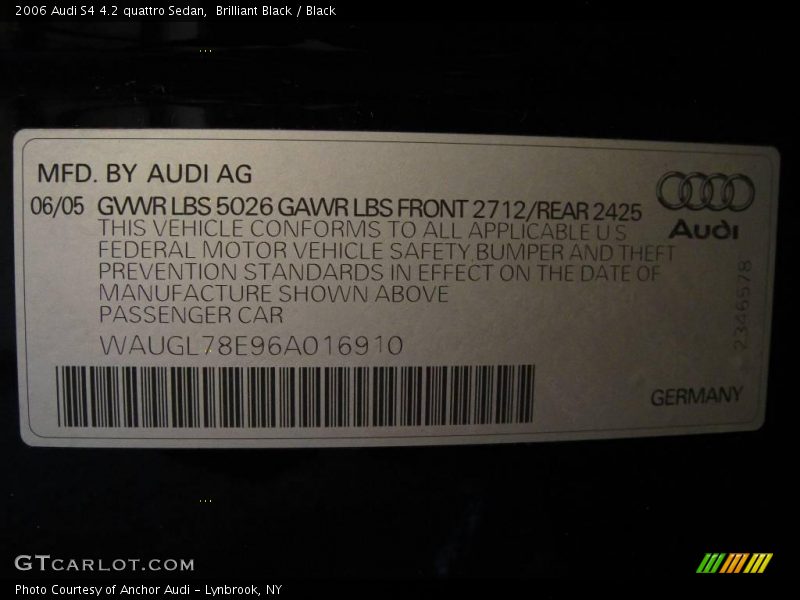 2006 Audi S4 4.2 quattro Sedan,  Brilliant Black / Black
MFD. BY AUDI AG
06/05 GVWR LBS 5026 GAWR LBS FRONT 2712/REAR 2425
THIS VEHICLE CONFORMS TO ALL APPLICABLE U S
FEDERAL MOTOR VEHICLE SAFETY, BUMPER AND THEFT
PREVENTION STANDARDS IN EFFECT ON THE DATE OF
MANUFACTURE SHOWN ABOVE
PASSENGER CAR
WAUGL78E96A016910
Audi
2346578
GERMANY
GTCARLOT.COM
Photo Courtesy of Anchor Audi - Lynbrook, NY